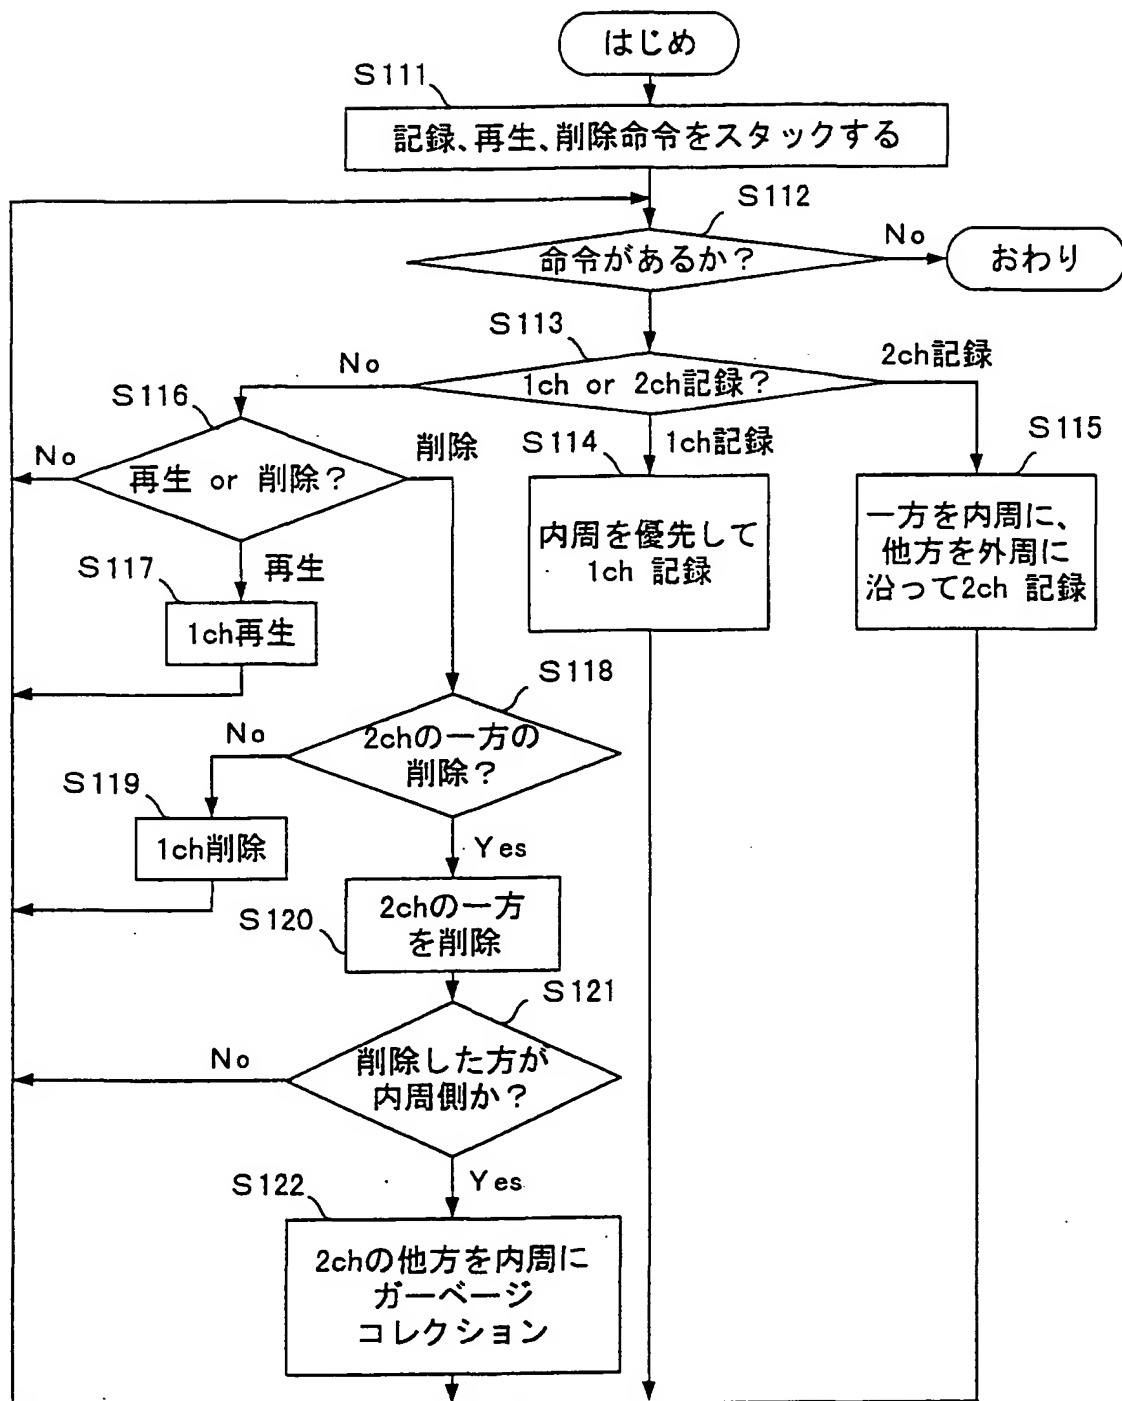 はじめ
S111
記録、再生、削除命令をスタックする
S112
命令があるか?
No
おわり
S113
1ch or 2ch記録?
No
2ch記録
1ch記録
S116
再生 or 削除?
No
削除
再生
S114
内周を優先して
1ch 記録
S115
一方を内周に、
他方を外周に
沿って2ch 記録
S117
1ch再生
S118
2chの一方の
削除?
No
Yes
S119
1ch削除
S120
2chの一方
を削除
S121
削除した方が
内周側か?
No
Yes
S122
2chの他方を内周に
ガーベージ
コレクション